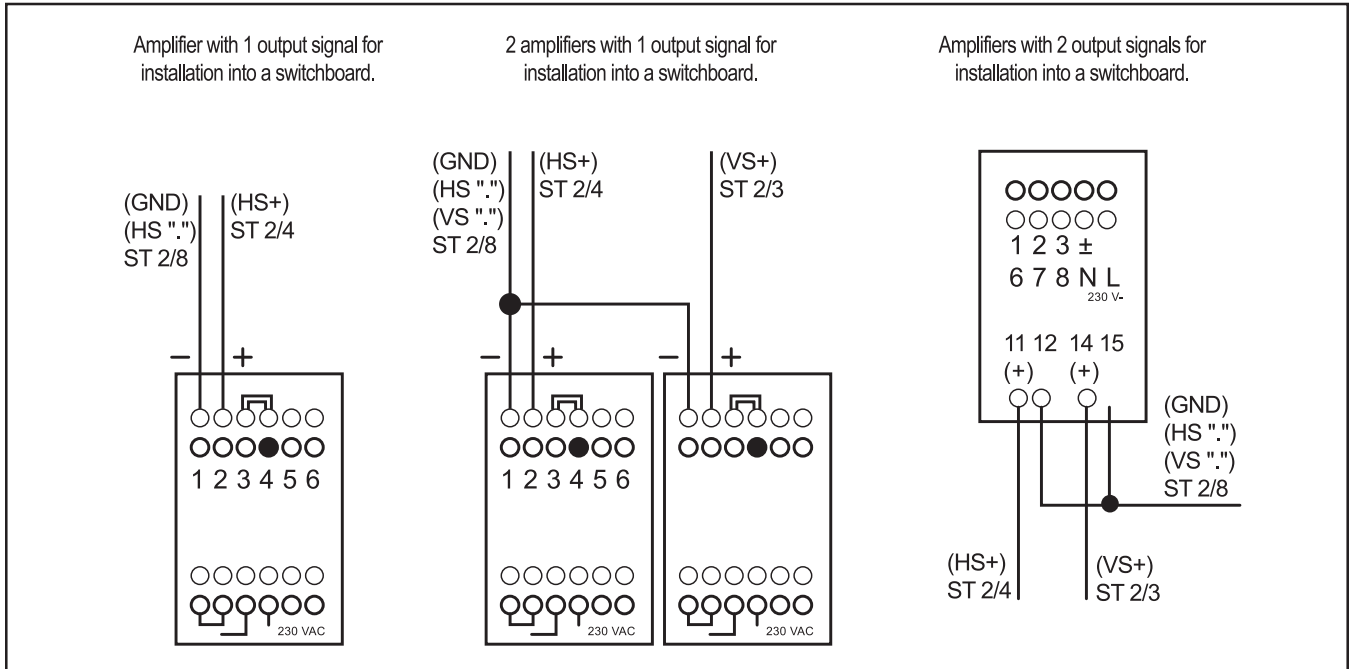 Amplifier with 1 output signal for
installation into a switchboard.
2 amplifiers with 1 output signal for
installation into a switchboard.
Amplifiers with 2 output signals for
installation into a switchboard.
(GND)
(HS ".")
ST 2/8
(HS+)
ST 2/4
− +
1 2 3 4 5 6
230 VAC
(GND)
(HS ".")
(VS ".")
ST 2/8
(HS+)
ST 2/4
(VS+)
ST 2/3
− +
− +
1 2 3 4 5 6
230 VAC
230 VAC
1 2 3 ±
6 7 8 N L
230 V-
11 12 14 15
(+) (+)
(GND)
(HS ".")
(VS ".")
ST 2/8
(HS+)
ST 2/4
(VS+)
ST 2/3